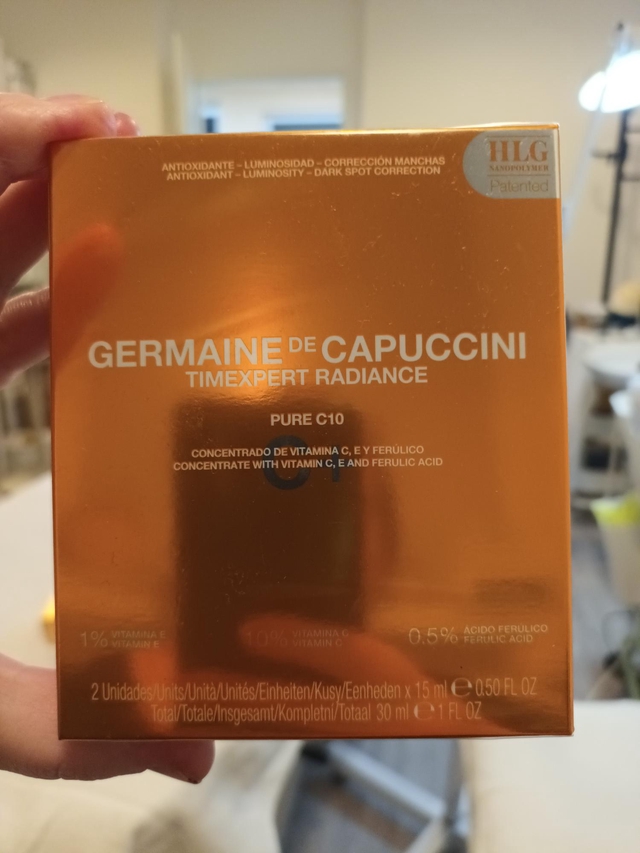 ANTIOXIDANTE – LUMINOSIDAD – CORRECCIÓN MANCHAS
ANTIOXIDANT – LUMINOSITY – DARK SPOT CORRECTION
HLG
NANOPOLYMER
Patented
GERMAINE DE CAPUCCINI
TIMEXPERT RADIANCE
PURE C10
CONCENTRADO DE VITAMINA C, E Y FERÚLICO
CONCENTRATE WITH VITAMIN C, E AND FERULIC ACID
C+
1% VITAMINA E
VITAMIN E
10% VITAMINA C
VITAMIN C
0.5% ÁCIDO FERÚLICO
FERULIC ACID
2 Unidades/Units/Unità/Unités/Einheiten/Kusy/Eenheden x 15 ml ℮ 0.50 FL OZ
Total/Totale/Insgesamt/Kompletní/Totaal 30 ml ℮ 1 FL OZ